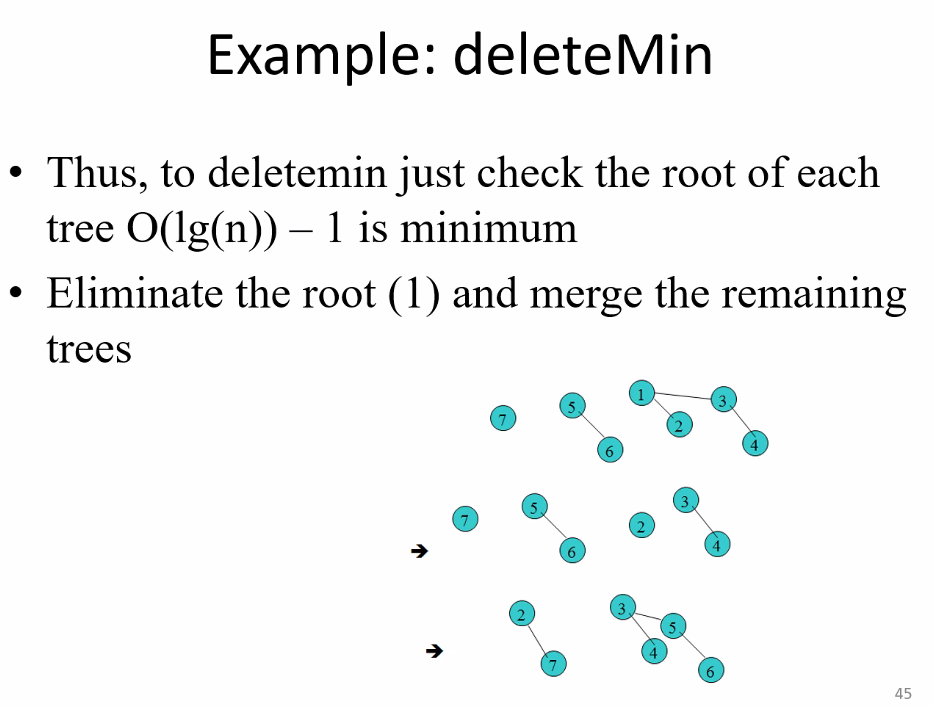 Example: deleteMin
• Thus, to deletemin just check the root of each
tree O(lg(n)) – 1 is minimum
• Eliminate the root (1) and merge the remaining
trees
7 5 6 1 2 3 4
➔ 7 5 6 2 3 4
➔ 2 7 3 4 5 6
45